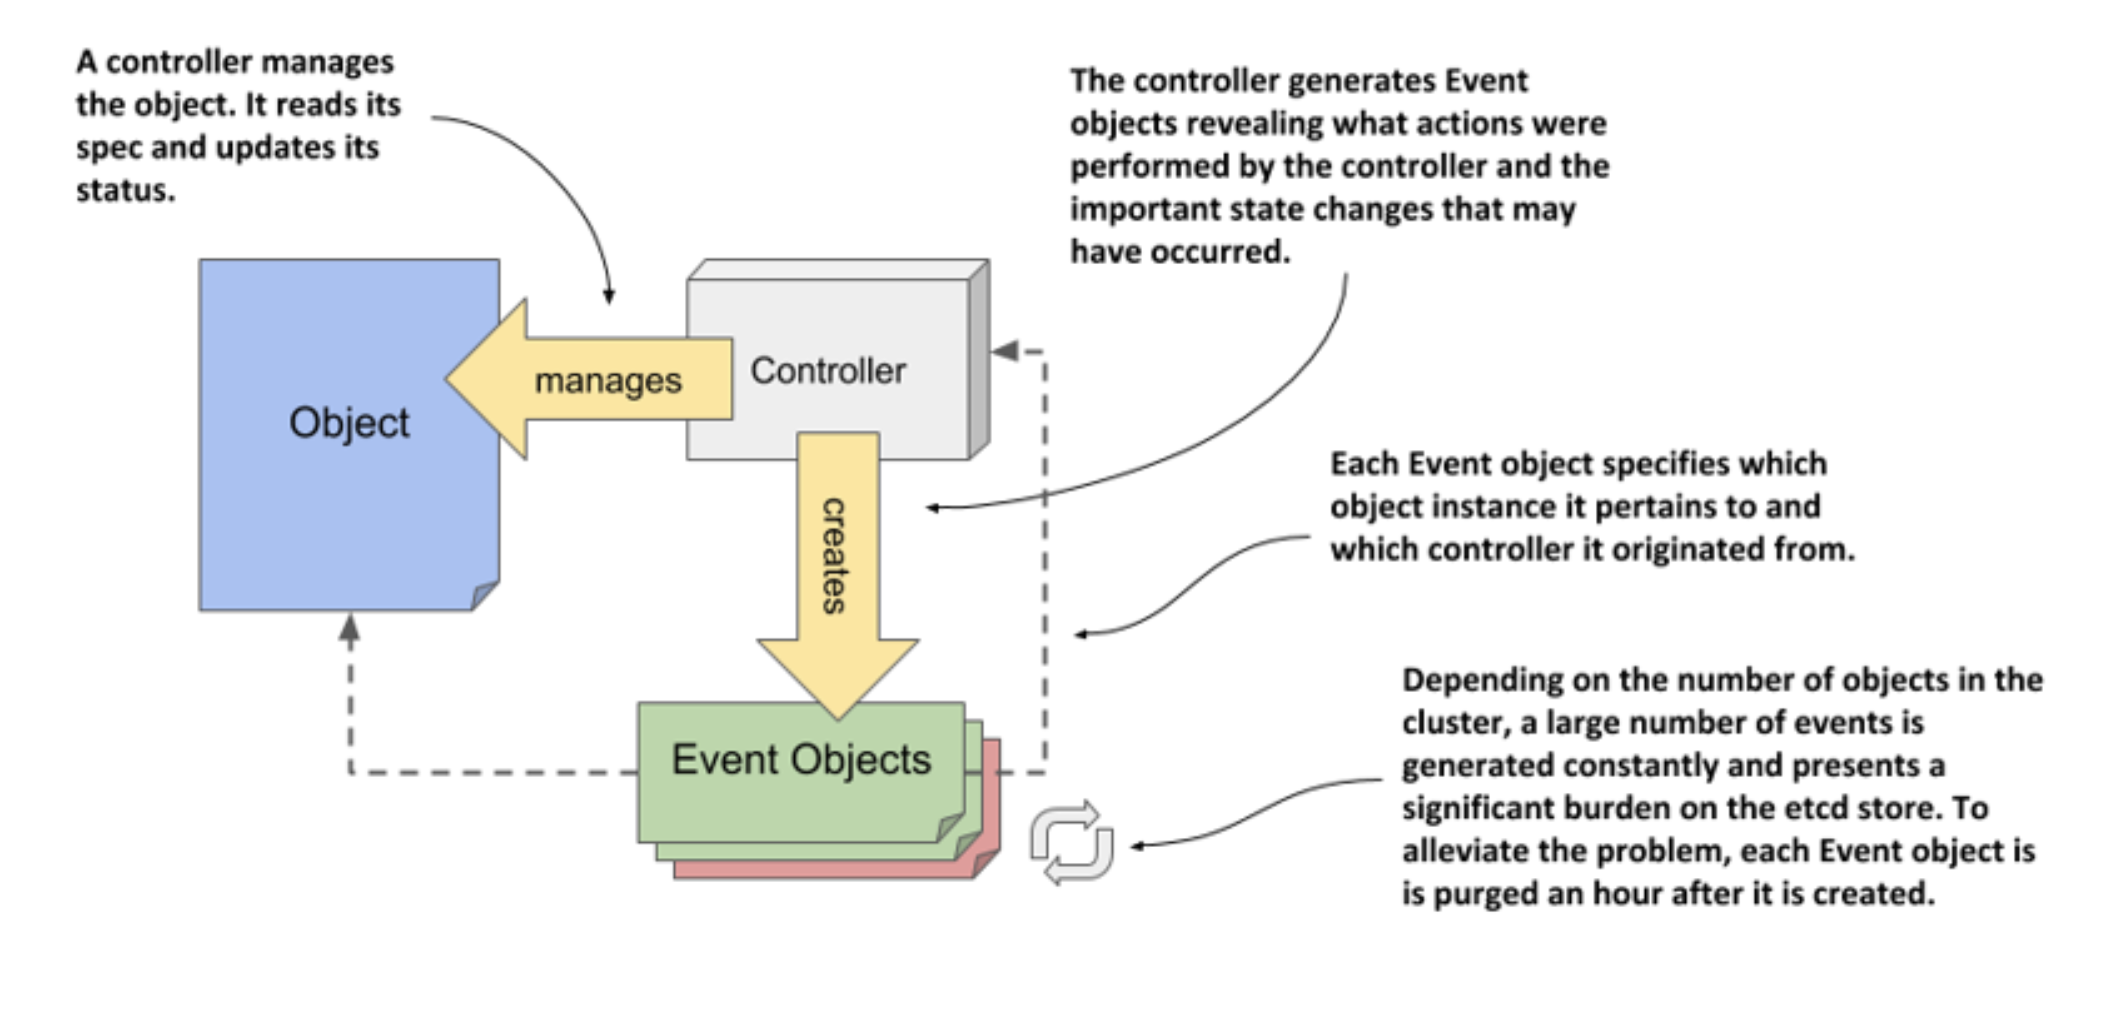 A controller manages
the object. It reads its
spec and updates its
status.
The controller generates Event
objects revealing what actions were
performed by the controller and the
important state changes that may
have occurred.
Object
manages
Controller
creates
Each Event object specifies which
object instance it pertains to and
which controller it originated from.
Event Objects
Depending on the number of objects in the
cluster, a large number of events is
generated constantly and presents a
significant burden on the etcd store. To
alleviate the problem, each Event object is
is purged an hour after it is created.